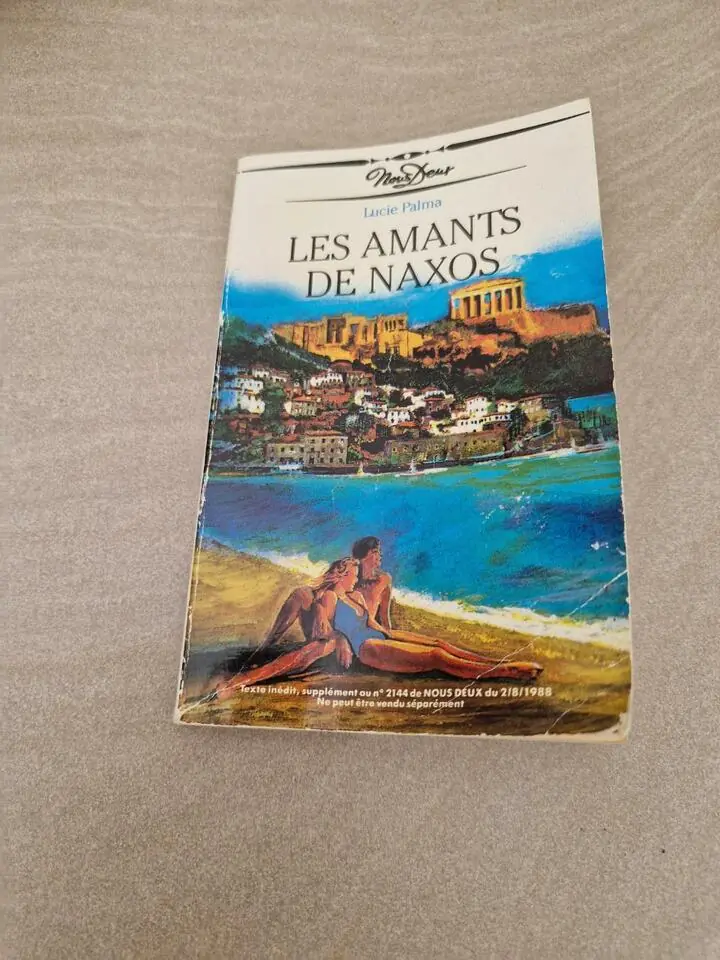 Nous Deux
Lucie Palma
LES AMANTS
DE NAXOS
Texte inédit, supplément au n° 2144 de NOUS DEUX du 2/8/1988
Ne peut être vendu séparément